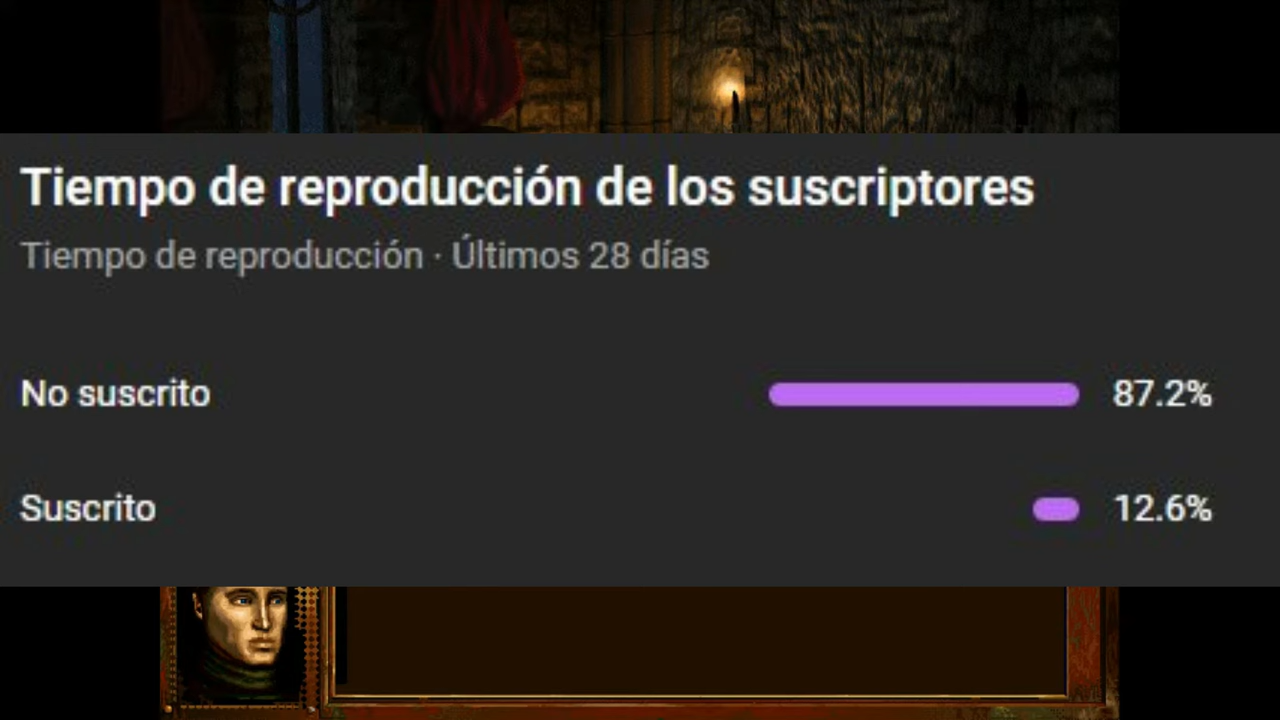 Tiempo de reproducción de los suscriptores
Tiempo de reproducción · Últimos 28 días
No suscrito 87.2%
Suscrito 12.6%